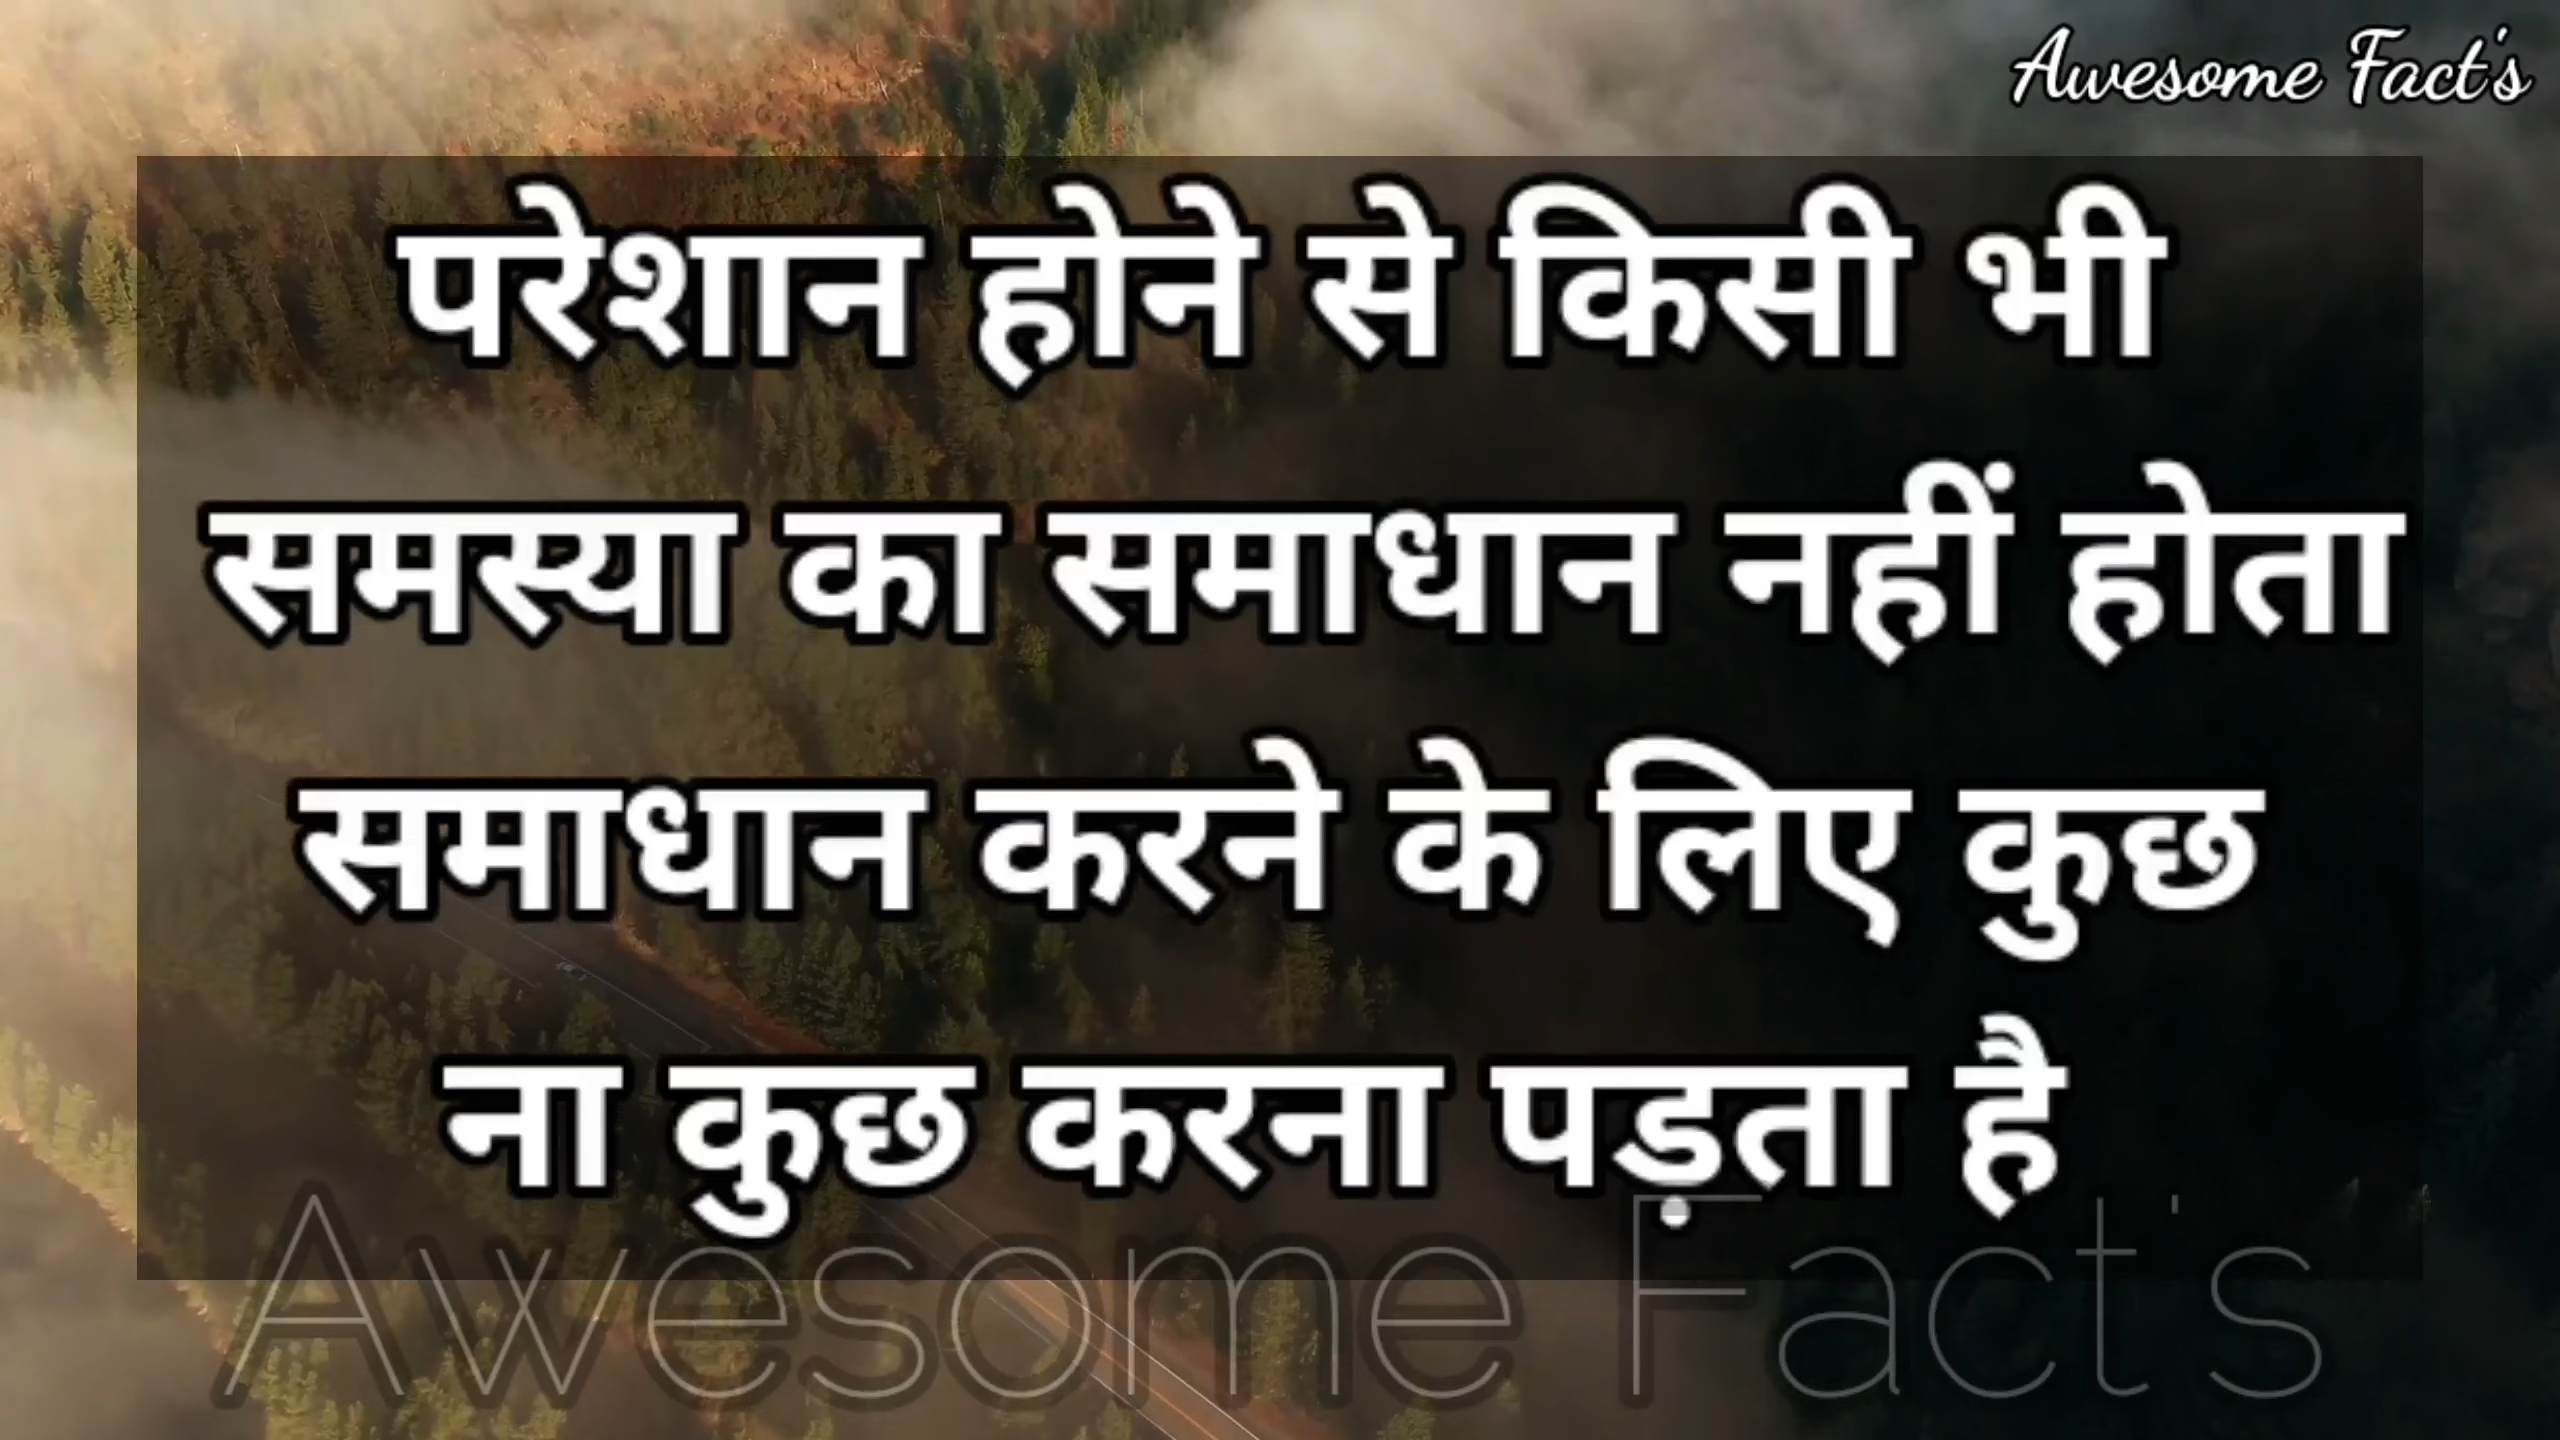 Awesome Fact's
परेशान होने से किसी भी
समस्या का समाधान नहीं होता
समाधान करने के लिए कुछ
ना कुछ करना पड़ता है
Awesome Fact's